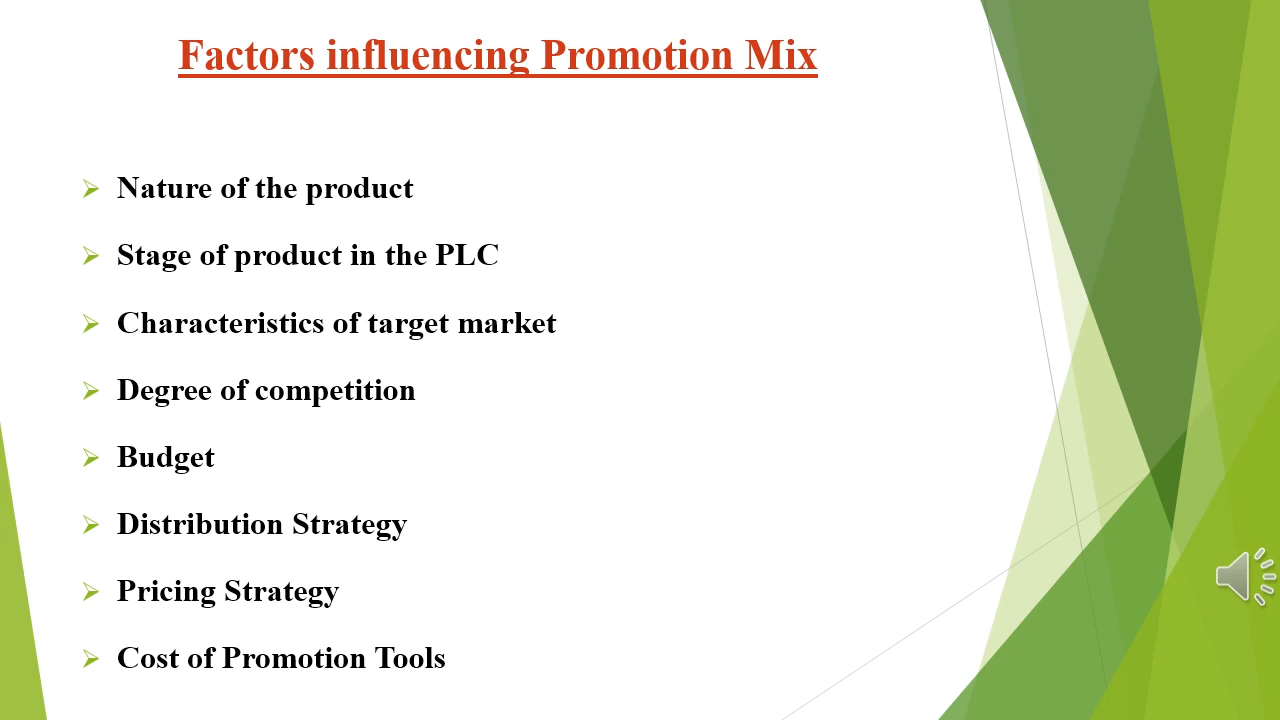 Factors influencing Promotion Mix
Nature of the product
Stage of product in the PLC
Characteristics of target market
Degree of competition
Budget
Distribution Strategy
Pricing Strategy
Cost of Promotion Tools